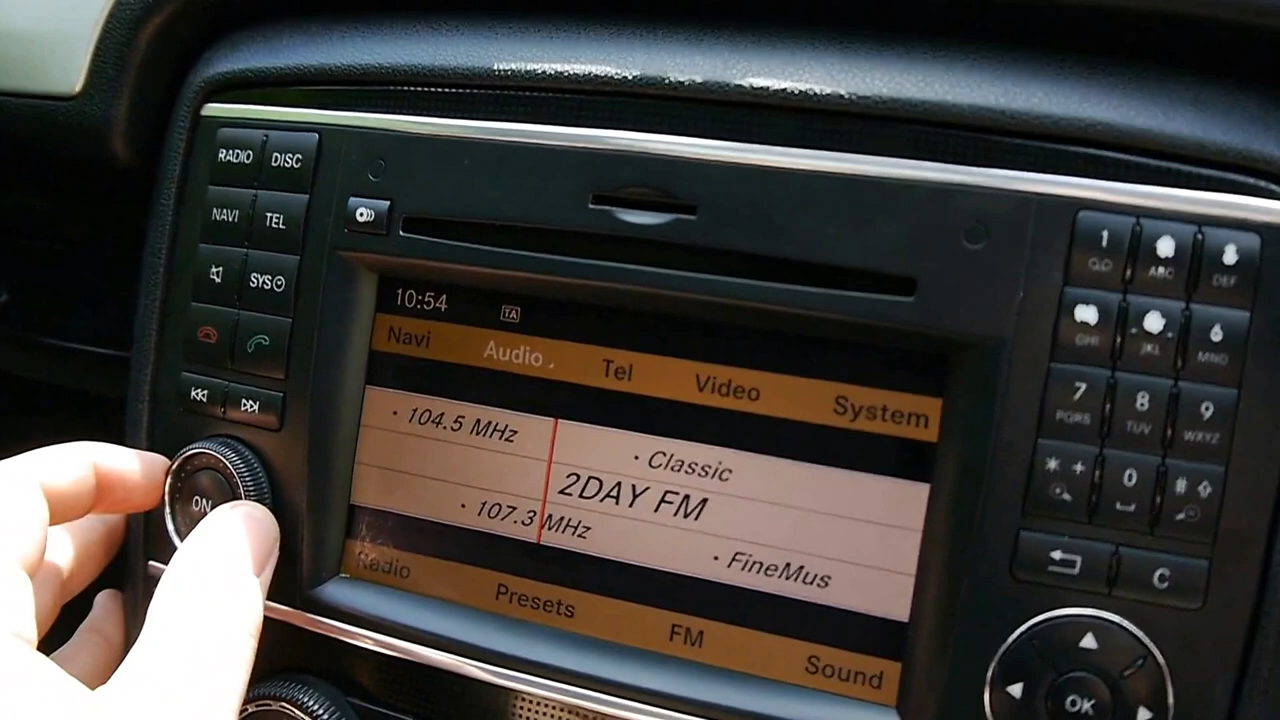 RADIO DISC
NAVI TEL
SYS
ON
10:54 TA
Navi Audio Tel Video System
104.5 MHz
Classic
2DAY FM
107.3 MHz
FineMus
Radio Presets FM Sound
1 ABC DEF
GHI JKL 6 MNO
7 PQRS 8 TUV 9 WXYZ
* + 0 #
C
OK